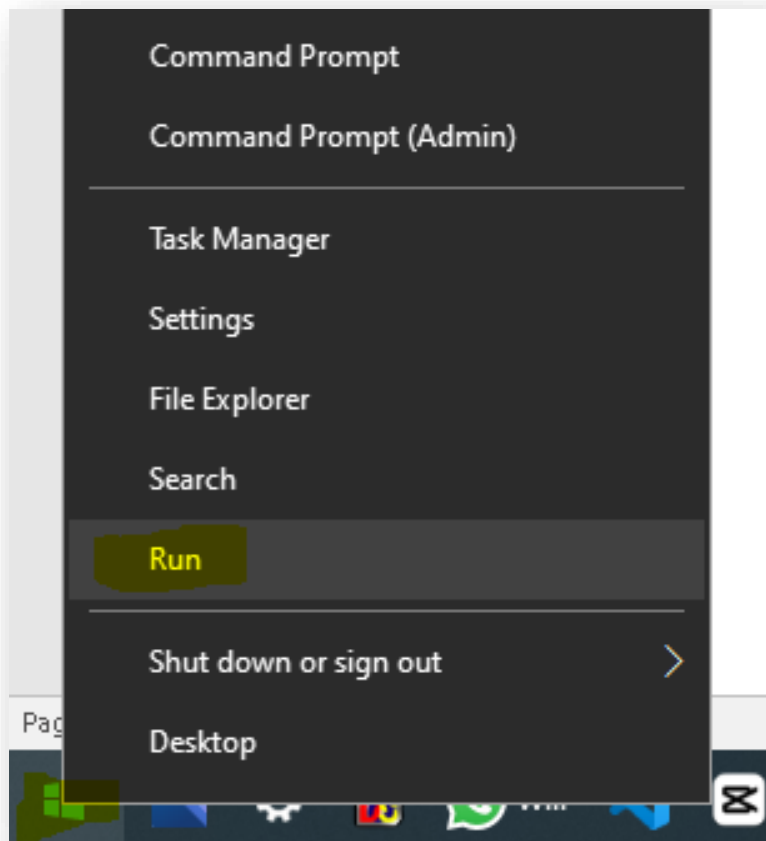 Command Prompt
Command Prompt (Admin)
Task Manager
Settings
File Explorer
Search
Run
Shut down or sign out
Desktop